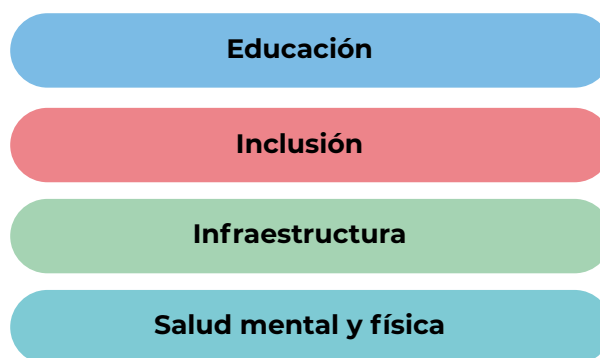 Educación
Inclusión
Infraestructura
Salud mental y física